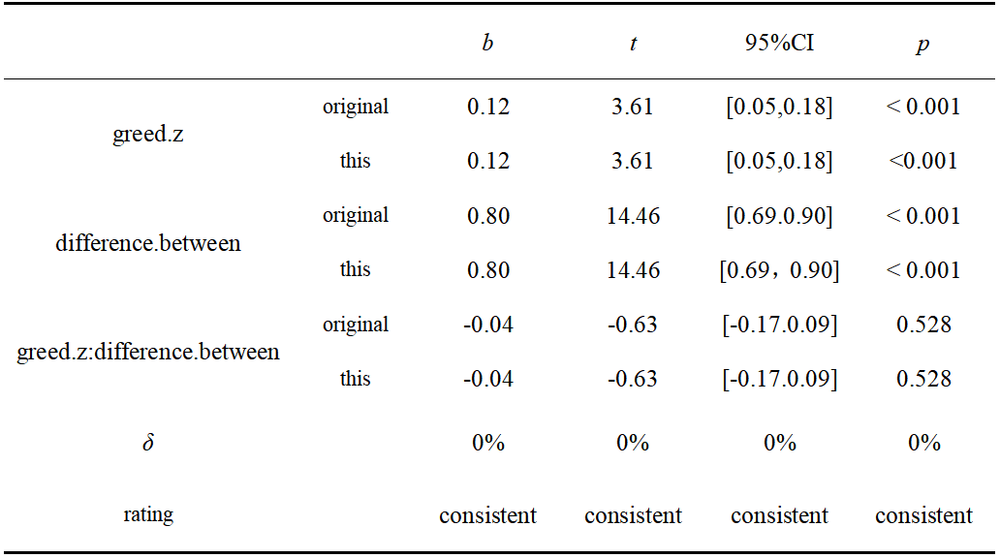 b t 95%CI p
original 0.12 3.61 [0.05,0.18] < 0.001
greed.z
this 0.12 3.61 [0.05,0.18] <0.001
original 0.80 14.46 [0.69.0.90] < 0.001
difference.between
this 0.80 14.46 [0.69，0.90] < 0.001
original -0.04 -0.63 [-0.17.0.09] 0.528
greed.z:difference.between
this -0.04 -0.63 [-0.17.0.09] 0.528
δ 0% 0% 0% 0%
rating consistent consistent consistent consistent